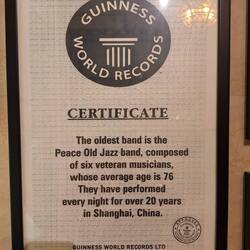 GUINNESS
WORLD RECORDS
CERTIFICATE
The oldest band is the
Peace Old Jazz band, composed
of six veteran musicians,
whose average age is 76
They have performed
every night for over 20 years
in Shanghai, China.
GUINNESS WORLD RECORDS LTD